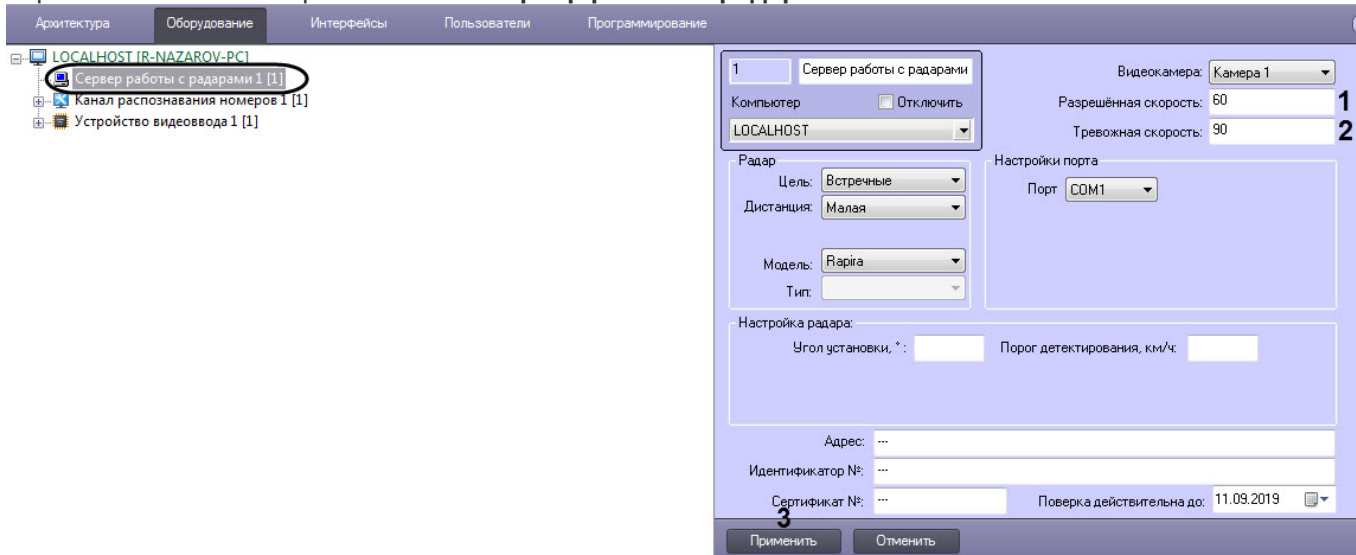 Архитектура Оборудование Интерфейсы Пользователи Программирование
LOCALHOST [R-NAZAROV-PC]
Сервер работы с радарами 1 [1]
Канал распознавания номеров 1 [1]
Устройство видеоввода 1 [1]
1 Сервер работы с радарами
Компьютер Отключить
LOCALHOST
Видеокамера: Камера 1
Разрешённая скорость: 60 1
Тревожная скорость: 90 2
Радар
Цель: Встречные
Дистанция: Малая
Модель: Rapira
Тип:
Настройки порта
Порт COM1
Настройка радара:
Угол установки, ° : Порог детектирования, км/ч:
Адрес: ---
Идентификатор №: ---
Сертификат №: --- Поверка действительна до: 11.09.2019
3
Применить Отменить